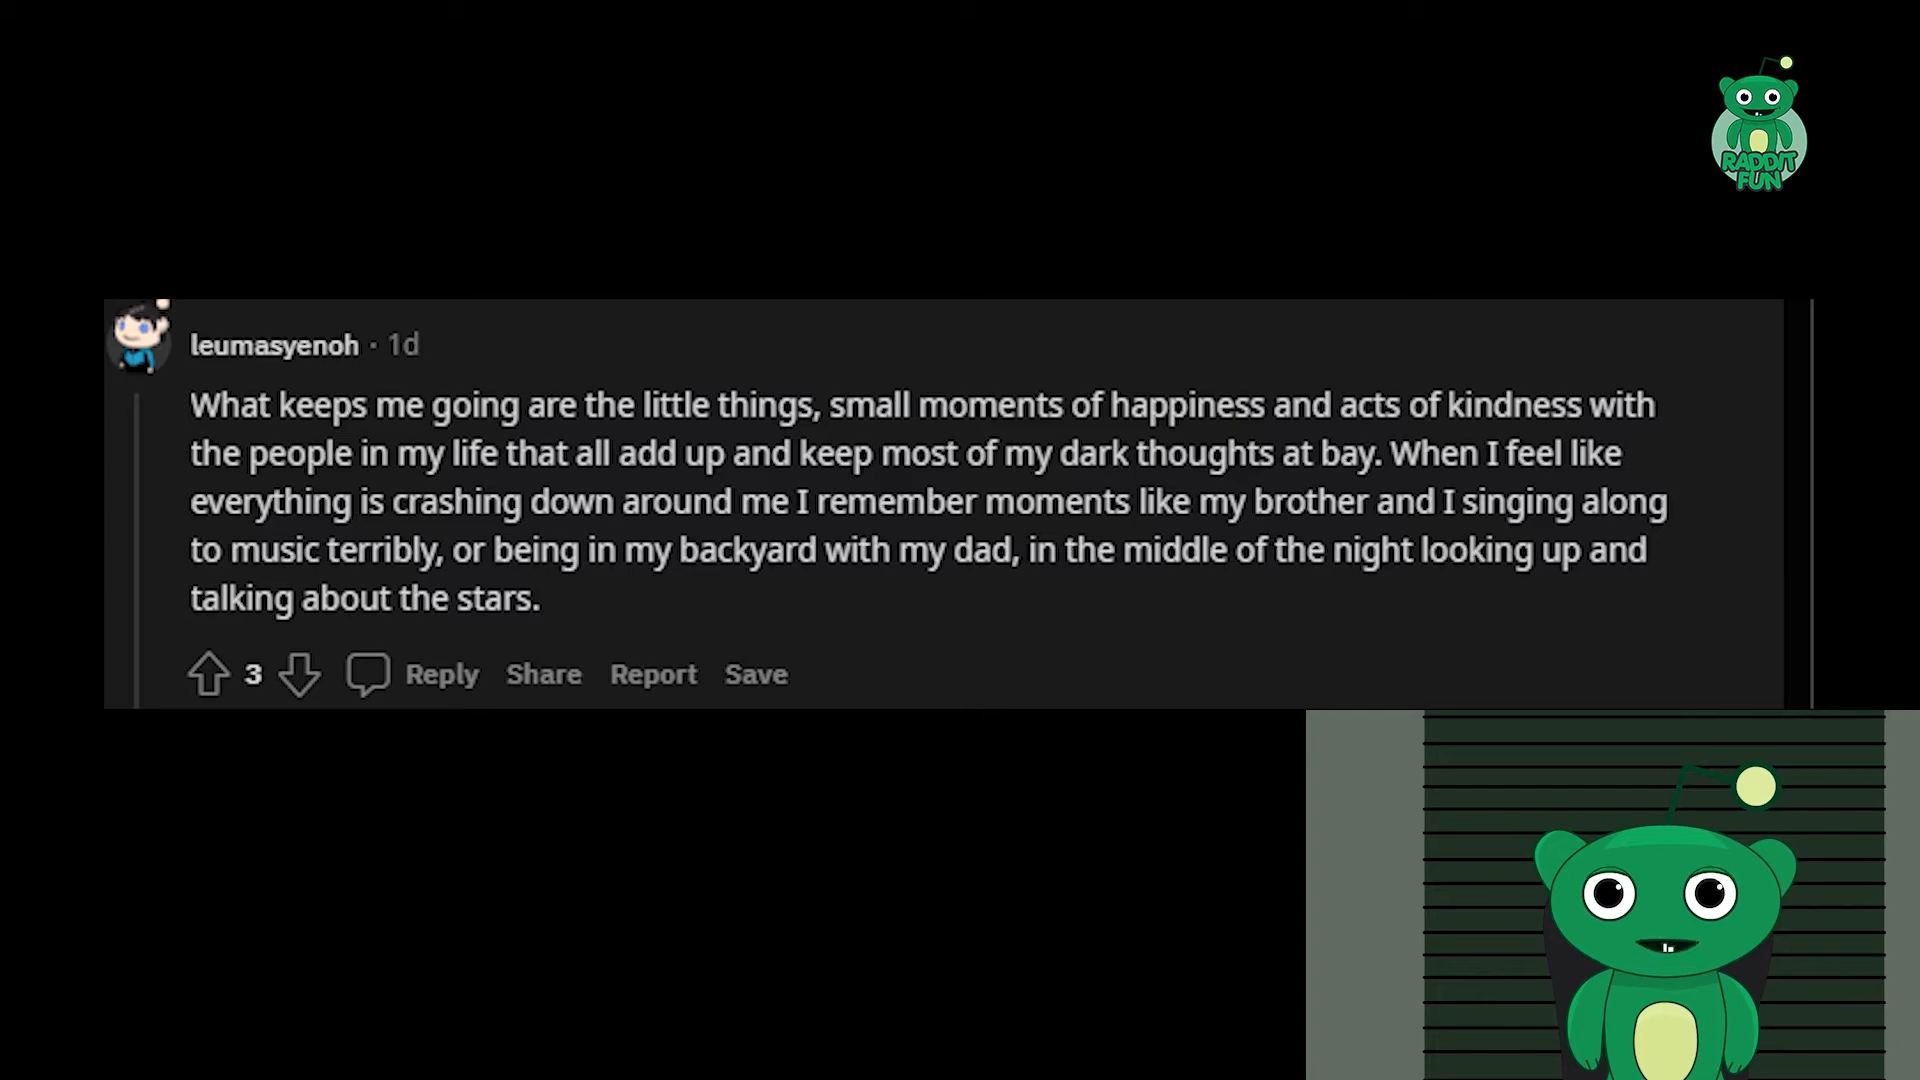 RADDIT
FUN
leumasyenoh · 1d
What keeps me going are the little things, small moments of happiness and acts of kindness with
the people in my life that all add up and keep most of my dark thoughts at bay. When I feel like
everything is crashing down around me I remember moments like my brother and I singing along
to music terribly, or being in my backyard with my dad, in the middle of the night looking up and
talking about the stars.
3 Reply Share Report Save